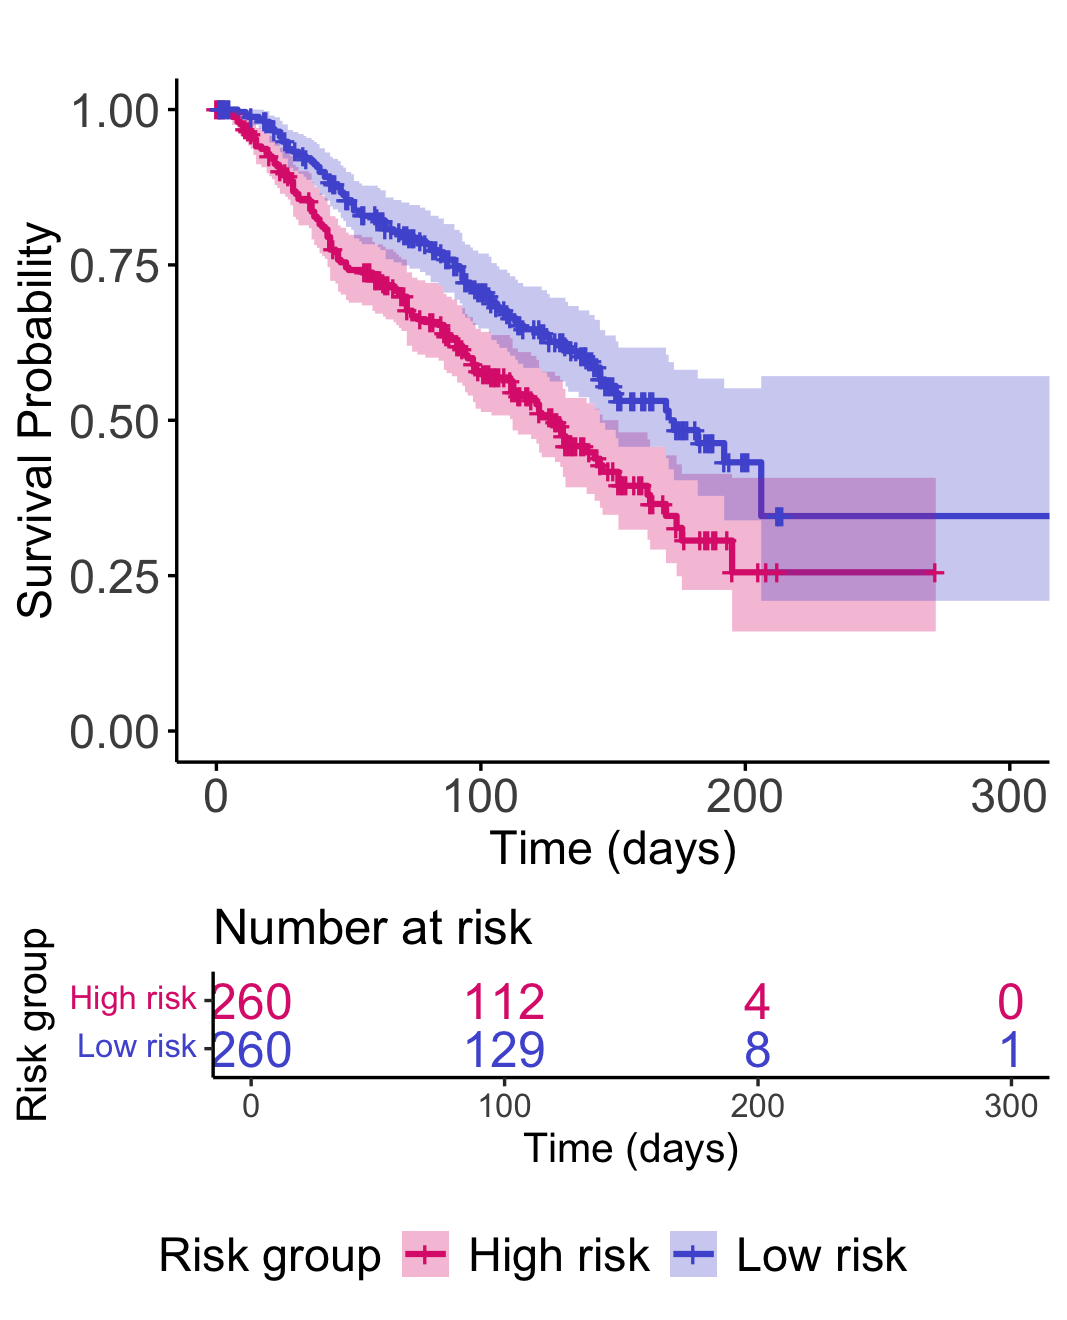 1.00
0.75
0.50
0.25
0.00
Survival Probability
0 100 200 300
Time (days)
Number at risk
Risk group
High risk 260 112 4 0
Low risk 260 129 8 1
0 100 200 300
Time (days)
Risk group High risk Low risk